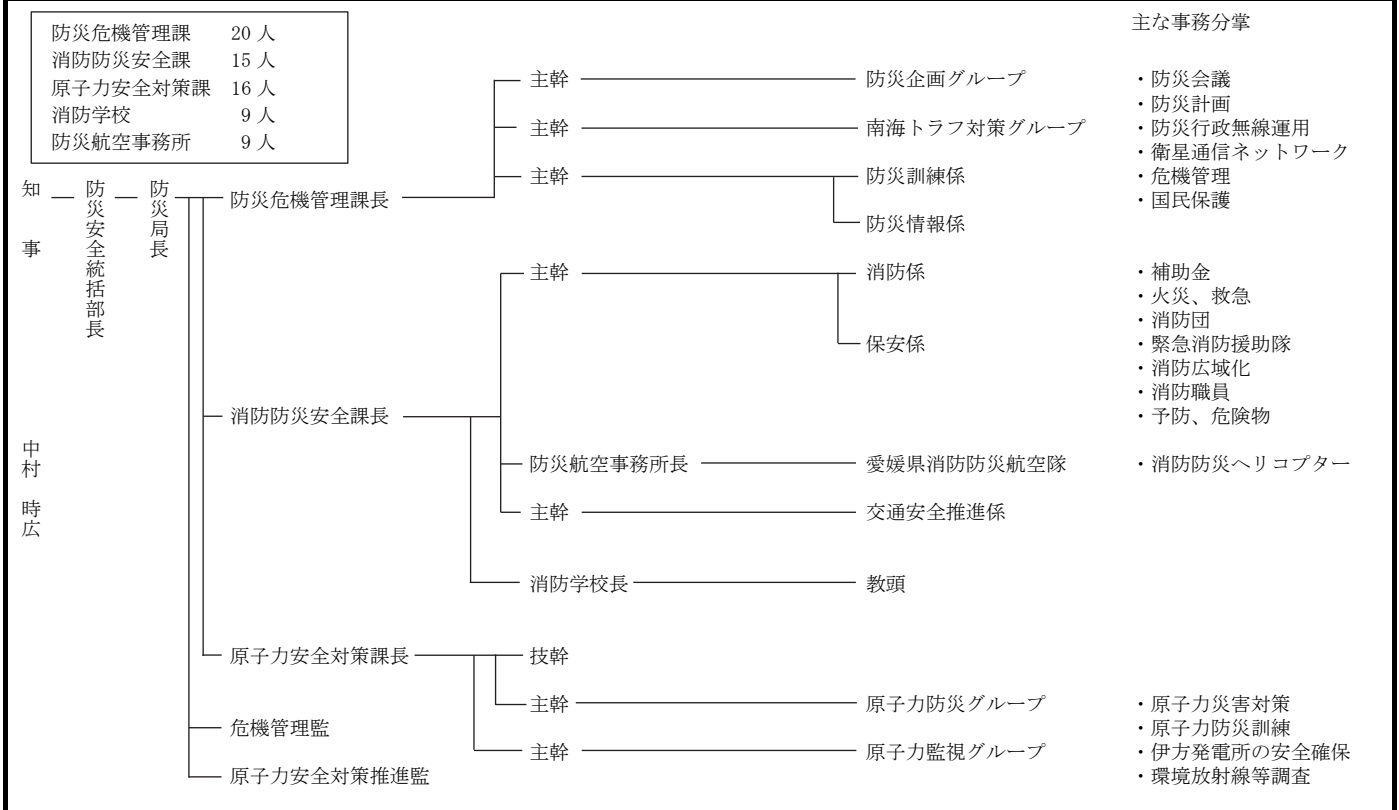 防災危機管理課 20人
消防防災安全課 15人
原子力安全対策課 16人
消防学校 9人
防災航空事務所 9人
主な事務分掌
知事 中村 時広
防災安全統括部長
防災局長
防災危機管理課長
主幹 防災企画グループ
主幹 南海トラフ対策グループ
主幹 防災訓練係
防災情報係
・防災会議
・防災計画
・防災行政無線運用
・衛星通信ネットワーク
・危機管理
・国民保護
消防防災安全課長
主幹 消防係
保安係
・補助金
・火災、救急
・消防団
・緊急消防援助隊
・消防広域化
・消防職員
・予防、危険物
防災航空事務所長 愛媛県消防防災航空隊 ・消防防災ヘリコプター
主幹 交通安全推進係
消防学校長 教頭
原子力安全対策課長
技幹
主幹 原子力防災グループ
主幹 原子力監視グループ
・原子力災害対策
・原子力防災訓練
・伊方発電所の安全確保
・環境放射線等調査
危機管理監
原子力安全対策推進監